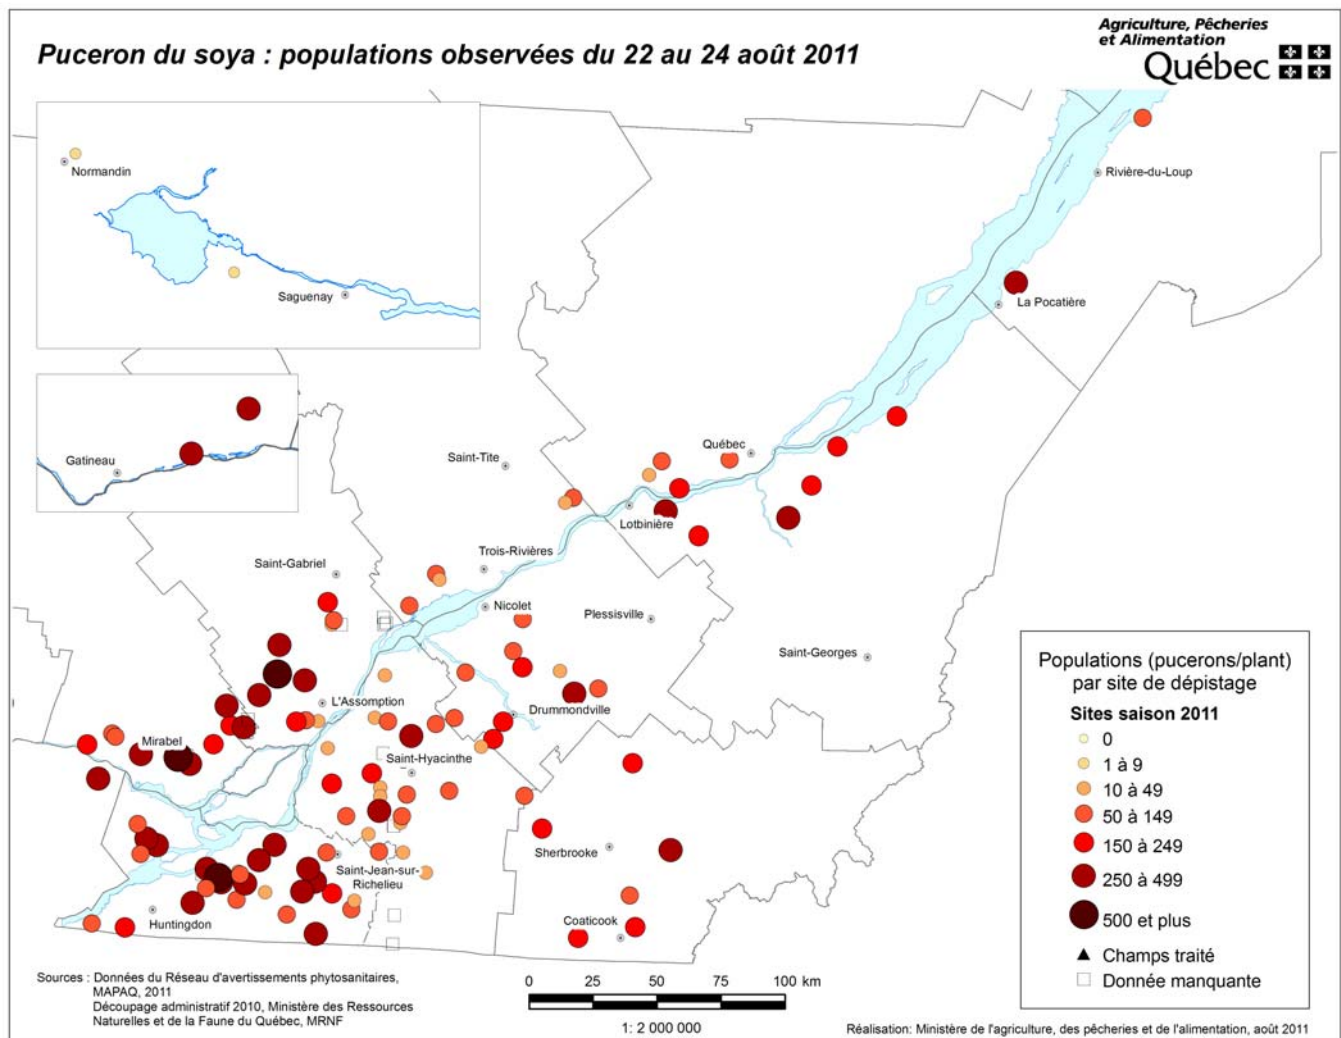 Puceron du soya : populations observées du 22 au 24 août 2011
Agriculture, Pêcheries
et Alimentation
Québec
Normandin
Saguenay
Rivière-du-Loup
La Pocatière
Gatineau
Saint-Tite
Québec
Lotbinière
Saint-Gabriel
Trois-Rivières
Nicolet
Plessisville
Saint-Georges
L'Assomption
Drummondville
Mirabel
Saint-Hyacinthe
Sherbrooke
Saint-Jean-sur-
Richelieu
Huntingdon
Coaticook
Populations (pucerons/plant)
par site de dépistage
Sites saison 2011
0
1 à 9
10 à 49
50 à 149
150 à 249
250 à 499
500 et plus
Champs traité
Donnée manquante
Sources : Données du Réseau d'avertissements phytosanitaires,
MAPAQ, 2011
Découpage administratif 2010, Ministère des Ressources
Naturelles et de la Faune du Québec, MRNF
0 25 50 75 100 km
1: 2 000 000
Réalisation: Ministère de l'agriculture, des pêcheries et de l'alimentation, août 2011